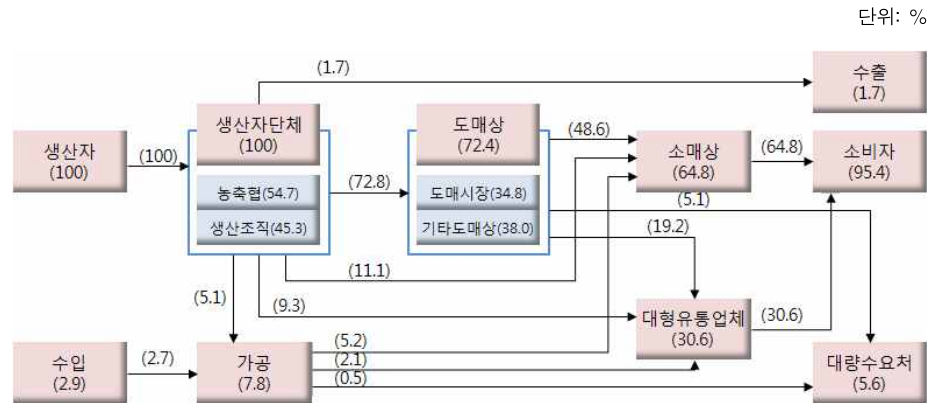 단위: %
(1.7)
수출
(1.7)
생산자단체
(100)
도매상
(72.4)
(48.6)
생산자
(100)
(100)
소매상
(64.8)
(64.8)
소비자
(95.4)
농축협(54.7)
(72.8)
도매시장(34.8)
(5.1)
생산조직(45.3)
기타도매상(38.0)
(19.2)
(11.1)
(5.1)
(9.3)
대형유통업체
(30.6)
(30.6)
수입
(2.9)
(2.7)
가공
(7.8)
(5.2)
(2.1)
(0.5)
대량수요처
(5.6)